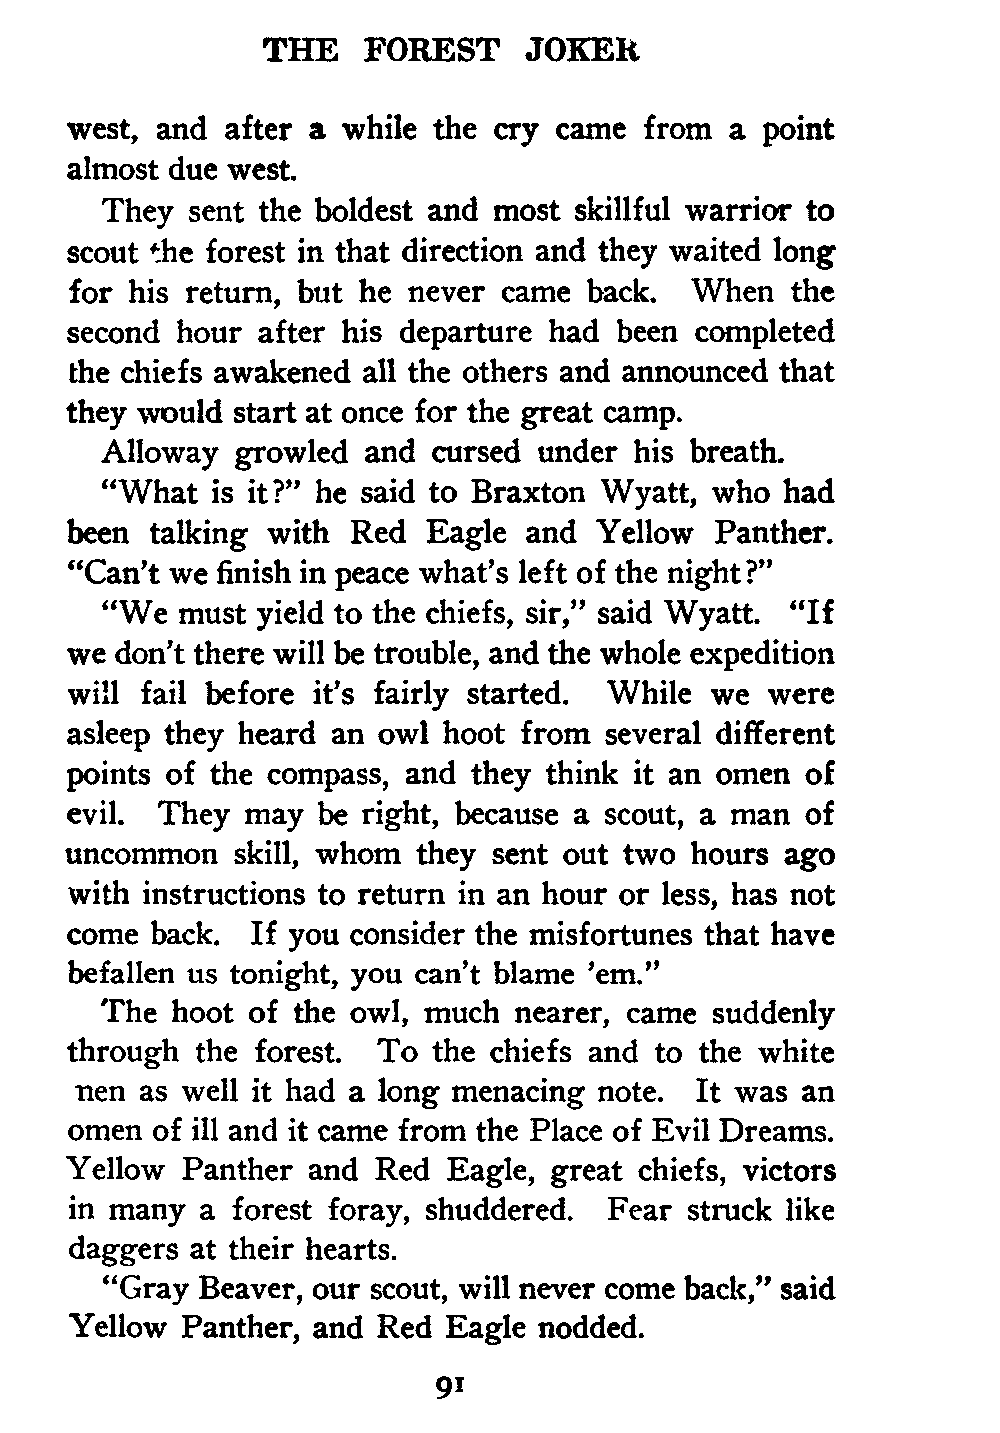 THE FOREST JOKER
west, and after a while the cry came from a point
almost due west.
They sent the boldest and most skillful warrior to
scout the forest in that direction and they waited long
for his return, but he never came back. When the
second hour after his departure had been completed
the chiefs awakened all the others and announced that
they would start at once for the great camp.
Alloway growled and cursed under his breath.
“What is it?” he said to Braxton Wyatt, who had
been talking with Red Eagle and Yellow Panther.
“Can’t we finish in peace what’s left of the night?”
“We must yield to the chiefs, sir,” said Wyatt. “If
we don’t there will be trouble, and the whole expedition
will fail before it’s fairly started. While we were
asleep they heard an owl hoot from several different
points of the compass, and they think it an omen of
evil. They may be right, because a scout, a man of
uncommon skill, whom they sent out two hours ago
with instructions to return in an hour or less, has not
come back. If you consider the misfortunes that have
befallen us tonight, you can’t blame ’em.”
The hoot of the owl, much nearer, came suddenly
through the forest. To the chiefs and to the white
nen as well it had a long menacing note. It was an
omen of ill and it came from the Place of Evil Dreams.
Yellow Panther and Red Eagle, great chiefs, victors
in many a forest foray, shuddered. Fear struck like
daggers at their hearts.
“Gray Beaver, our scout, will never come back,” said
Yellow Panther, and Red Eagle nodded.
91